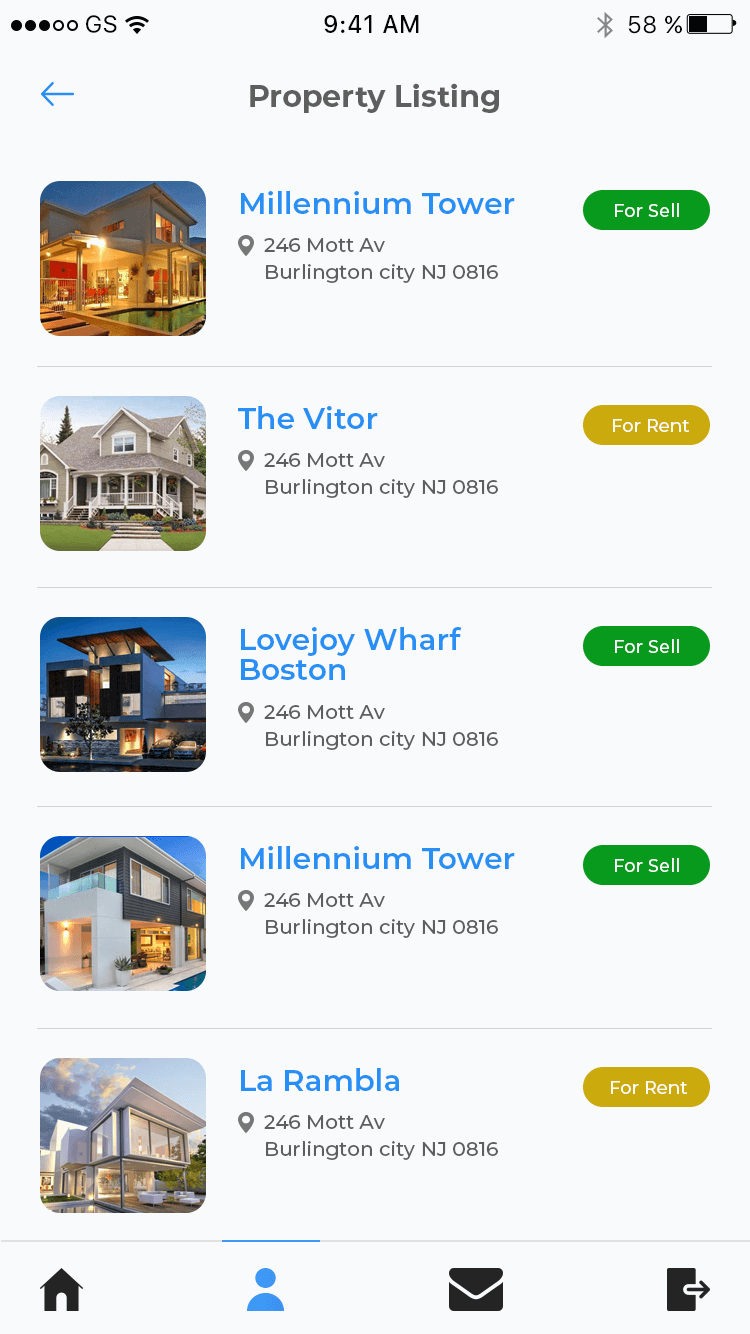 GS 9:41 AM 58 %
Property Listing
Millennium Tower For Sell
246 Mott Av
Burlington city NJ 0816
The Vitor For Rent
246 Mott Av
Burlington city NJ 0816
Lovejoy Wharf For Sell
Boston
246 Mott Av
Burlington city NJ 0816
Millennium Tower For Sell
246 Mott Av
Burlington city NJ 0816
La Rambla For Rent
246 Mott Av
Burlington city NJ 0816